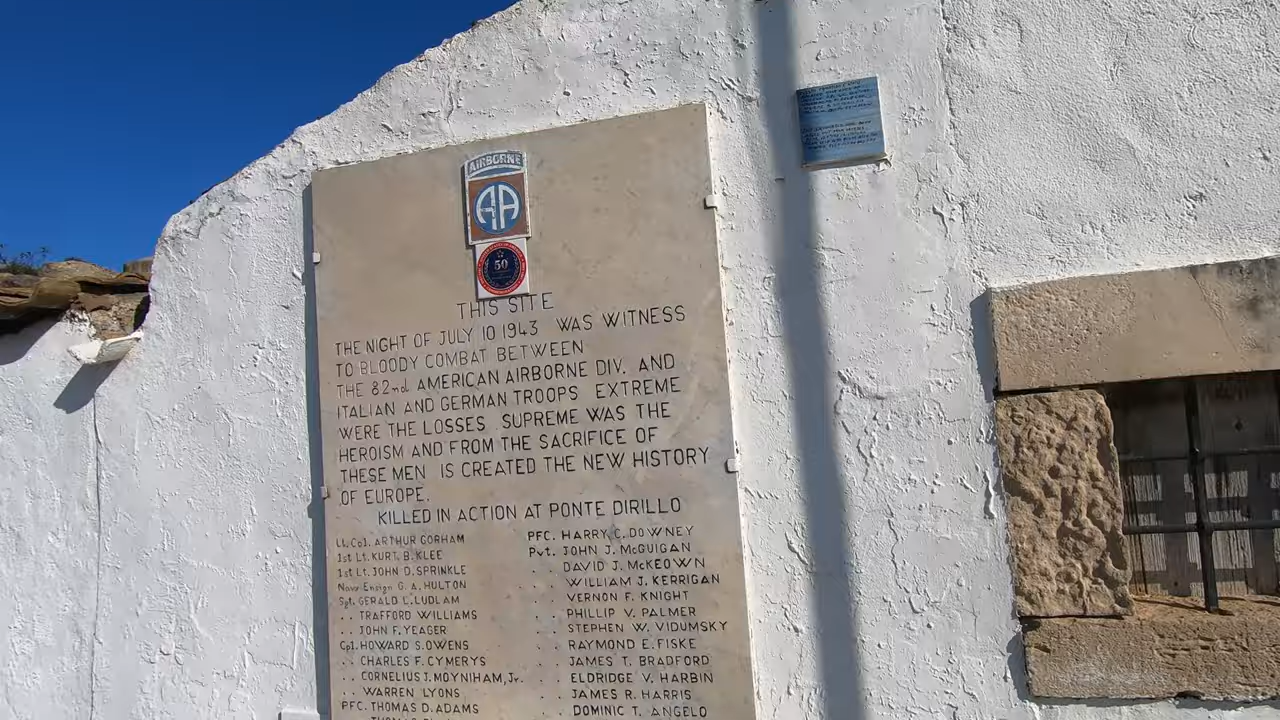 AIRBORNE
AA
50
THIS SITE
THE NIGHT OF JULY 10 1943 WAS WITNESS
TO BLOODY COMBAT BETWEEN
THE 82nd AMERICAN AIRBORNE DIV. AND
ITALIAN AND GERMAN TROOPS EXTREME
WERE THE LOSSES SUPREME WAS THE
HEROISM AND FROM THE SACRIFICE OF
THESE MEN IS CREATED THE NEW HISTORY
OF EUROPE.
KILLED IN ACTION AT PONTE DIRILLO
Lt. Col. ARTHUR GORHAM
1st Lt. KURT. B. KLEE
1st Lt. JOHN D. SPRINKLE
Navy Ensign G. A. HULTON
Sgt. GERALD L. LUDLAM
. . TRAFFORD WILLIAMS
. . JOHN F. YEAGER
Cpl. HOWARD S. OWENS
. . CHARLES F. CYMERYS
. . CORNELIUS J. MOYNIHAM, Jr.
. . WARREN LYONS
PFC. THOMAS D. ADAMS
PFC. HARRY C. DOWNEY
Pvt. JOHN J. McGUIGAN
. . DAVID J. McKEOWN
. . WILLIAM J. KERRIGAN
. . VERNON F. KNIGHT
. . PHILLIP V. PALMER
. . STEPHEN W. VIDUMSKY
. . RAYMOND E. FISKE
. . JAMES T. BRADFORD
. . ELDRIDGE V. HARBIN
. . JAMES R. HARRIS
. . DOMINIC T. ANGELO